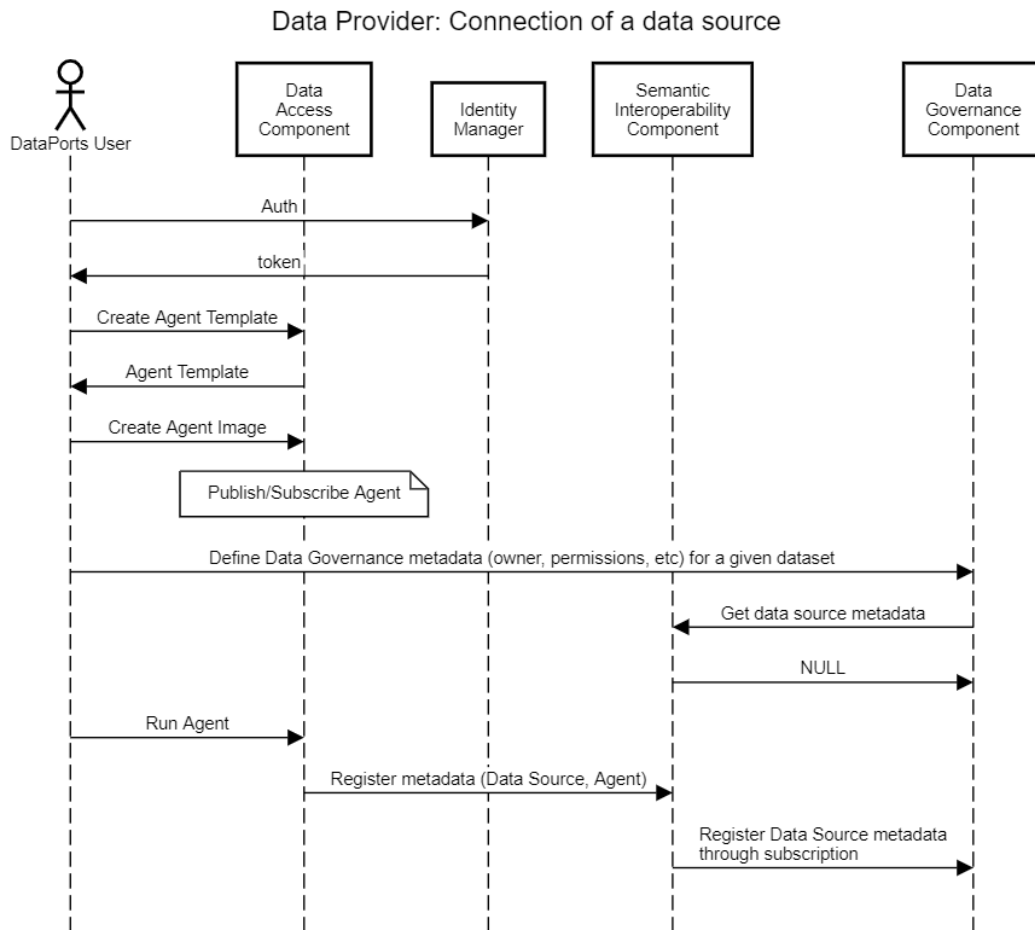 Data Provider: Connection of a data source
DataPorts User
Data
Access
Component
Identity
Manager
Semantic
Interoperability
Component
Data
Governance
Component
Auth
token
Create Agent Template
Agent Template
Create Agent Image
Publish/Subscribe Agent
Define Data Governance metadata (owner, permissions, etc) for a given dataset
Get data source metadata
NULL
Run Agent
Register metadata (Data Source, Agent)
Register Data Source metadata
through subscription